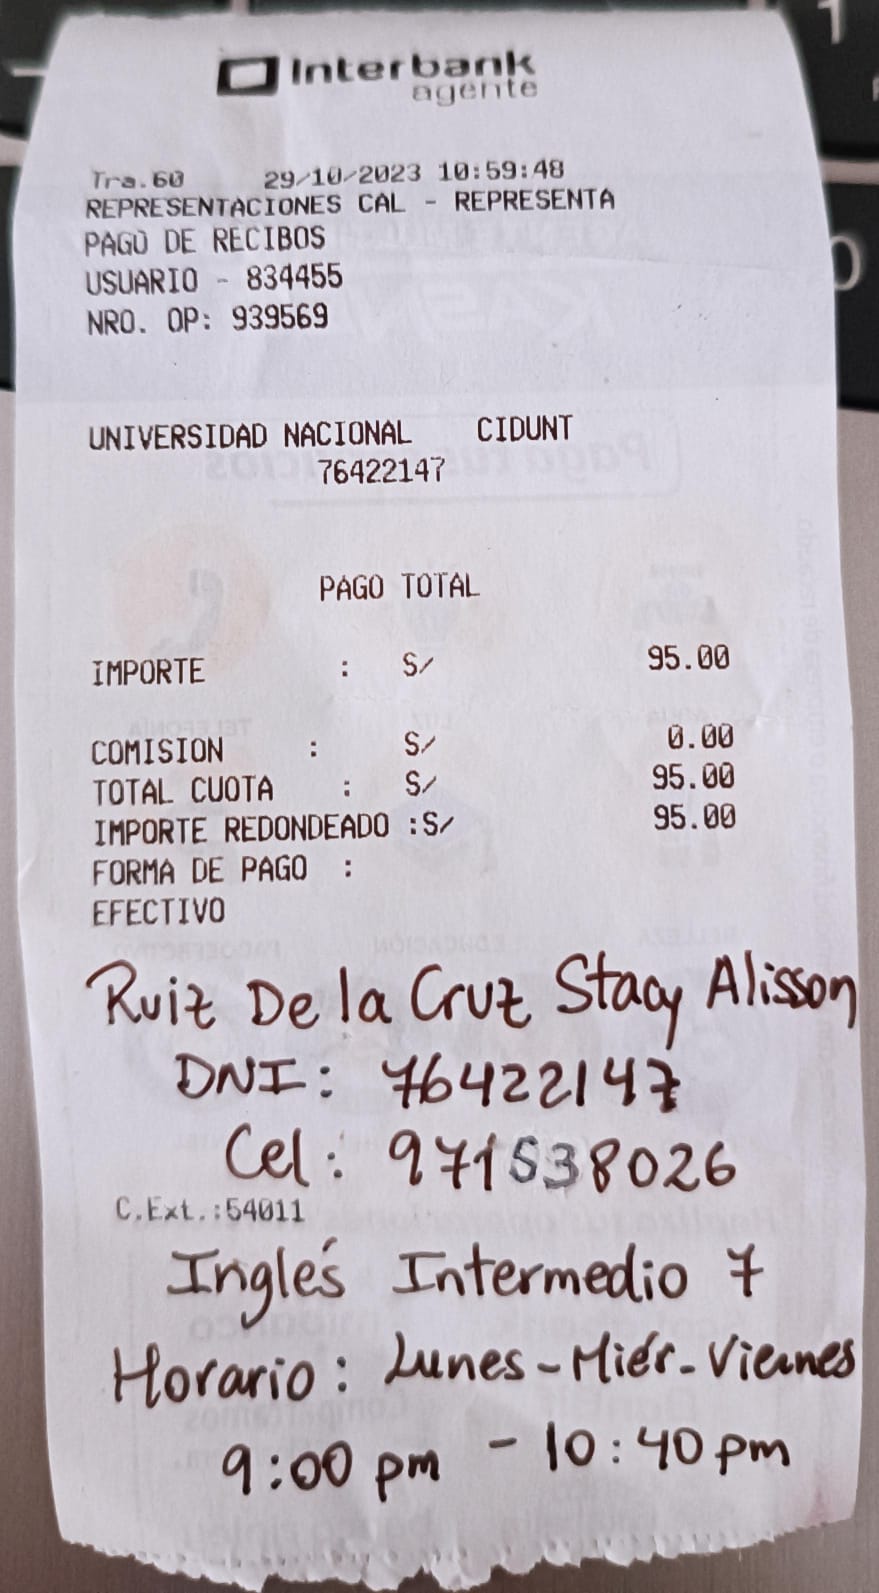 Interbank
agente
Tra.60 29/10/2023 10:59:48
REPRESENTACIONES CAL - REPRESENTA
PAGO DE RECIBOS
USUARIO - 834455
NRO. OP: 939569
UNIVERSIDAD NACIONAL CIDUNT
76422147
PAGO TOTAL
IMPORTE : S/ 95.00
COMISION : S/ 0.00
TOTAL CUOTA : S/ 95.00
IMPORTE REDONDEADO :S/ 95.00
FORMA DE PAGO :
EFECTIVO
Ruiz De la Cruz Stacy Alisson
DNI: 76422147
Cel: 971538026
C.Ext.:54011
Inglés Intermedio 7
Horario: Lunes-Miér-Viernes
9:00 pm - 10:40 pm